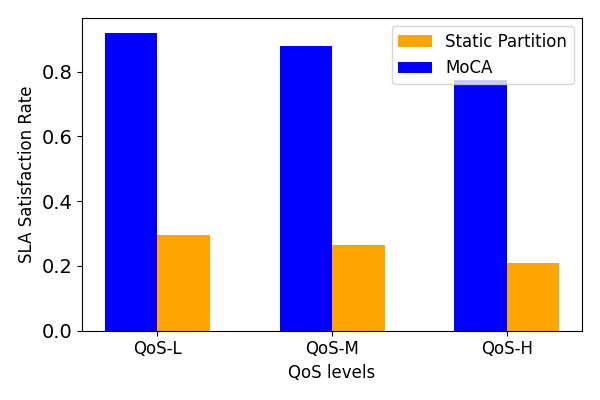 Static Partition
MoCA
SLA Satisfaction Rate
0.8
0.6
0.4
0.2
0.0
QoS-L
QoS-M
QoS-H
QoS levels